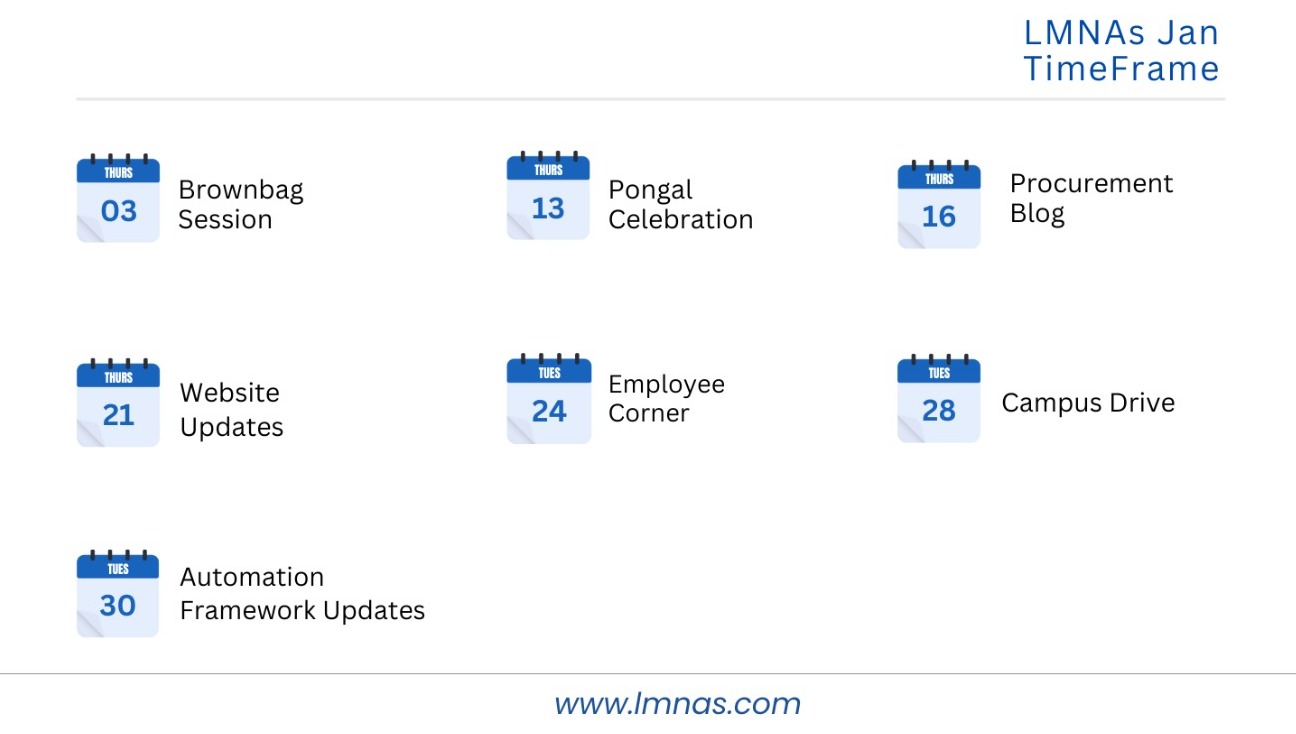 LMNAs Jan
TimeFrame
THURS
03
Brownbag
Session
THURS
13
Pongal
Celebration
THURS
16
Procurement
Blog
THURS
21
Website
Updates
TUES
24
Employee
Corner
TUES
28
Campus Drive
TUES
30
Automation
Framework Updates
www.lmnas.com